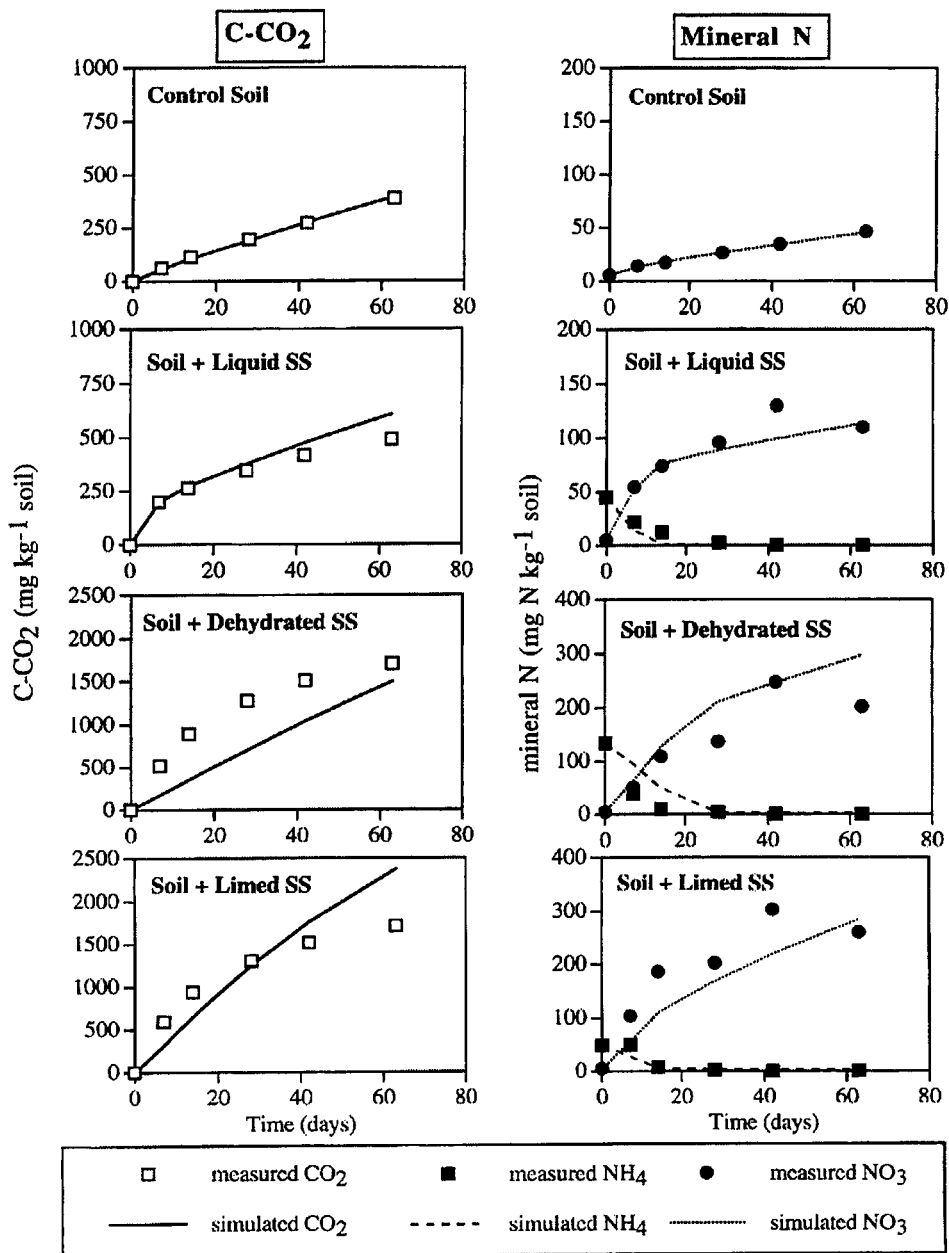 C-CO2
Mineral N
1000
750
500
250
0
Control Soil
0 20 40 60 80
200
150
100
50
0
Control Soil
0 20 40 60 80
1000
750
500
250
0
Soil + Liquid SS
0 20 40 60 80
200
150
100
50
0
Soil + Liquid SS
0 20 40 60 80
C-CO2 (mg kg-1 soil)
mineral N (mg N kg-1 soil)
2500
2000
1500
1000
500
0
Soil + Dehydrated SS
0 20 40 60 80
400
300
200
100
0
Soil + Dehydrated SS
0 20 40 60 80
2500
2000
1500
1000
500
0
Soil + Limed SS
0 20 40 60 80
Time (days)
400
300
200
100
0
Soil + Limed SS
0 20 40 60 80
Time (days)
measured CO2 measured NH4 measured NO3
simulated CO2 simulated NH4 simulated NO3